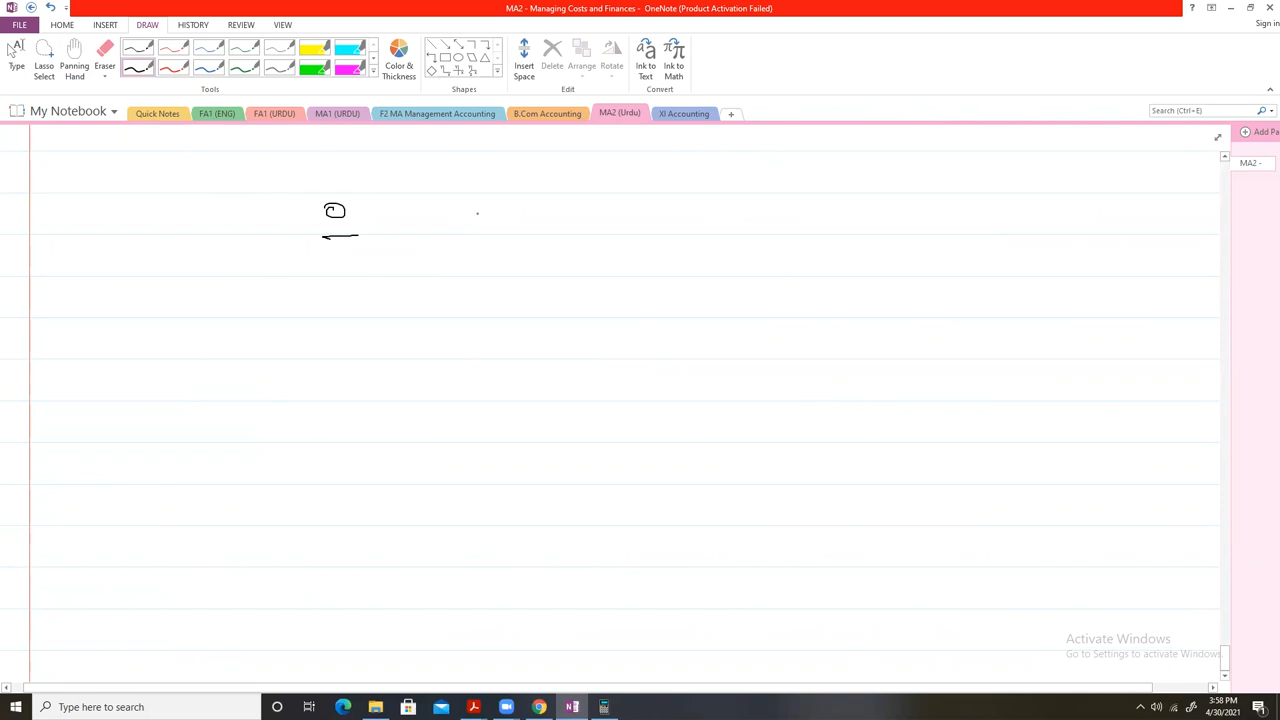 MA2 - Managing Costs and Finances - OneNote (Product Activation Failed)
FILE HOME INSERT DRAW HISTORY REVIEW VIEW
Sign in
Type Lasso Select Panning Hand Eraser Color & Thickness Insert Space Delete Arrange Rotate Ink to Text Ink to Math
Tools Shapes Edit Convert
My Notebook Quick Notes FA1 (ENG) FA1 (URDU) MA1 (URDU) F2 MA Management Accounting B.Com Accounting MA2 (Urdu) XI Accounting Search (Ctrl+E)
Add Pa
MA2 -
Activate Windows
Go to Settings to activate Windows.
Type here to search
3:58 PM
4/30/2021